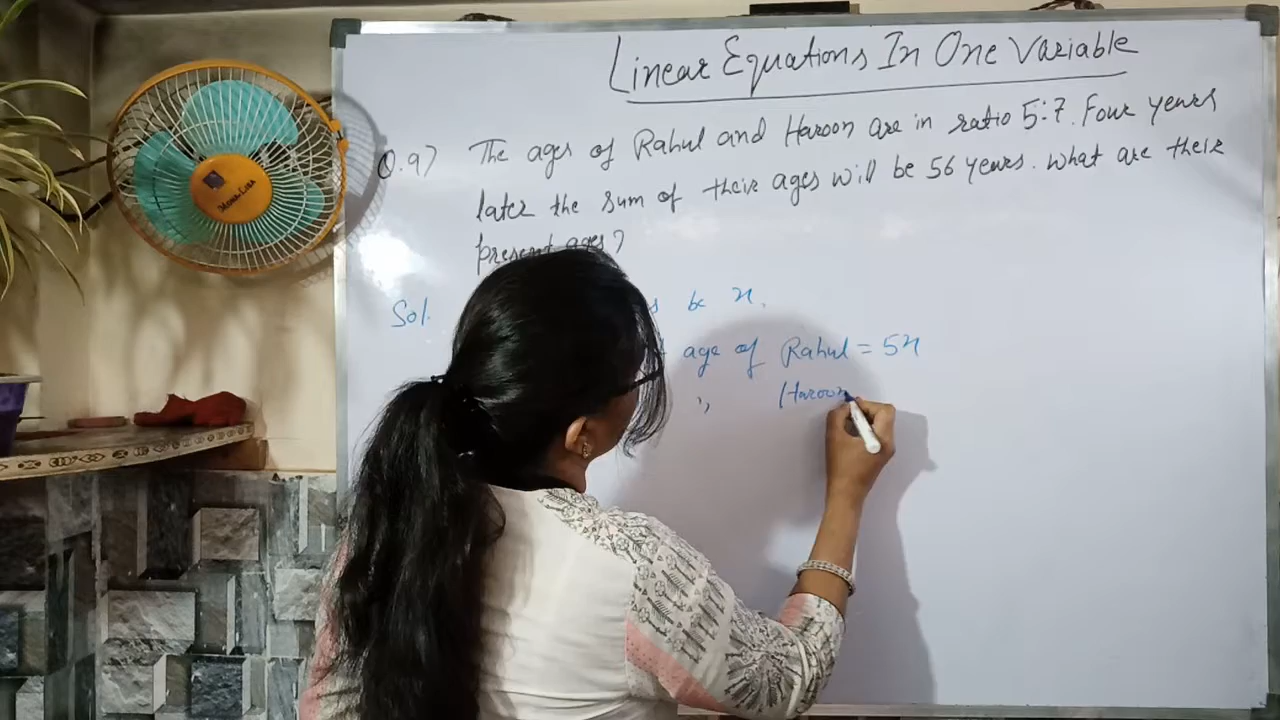 Linear Equations In One Variable
Q.9) The ages of Rahul and Haroon are in ratio 5:7. Four years
later the sum of their ages will be 56 years. What are their
present ages?
Sol. be x.
age of Rahul = 5x
,, Haroon